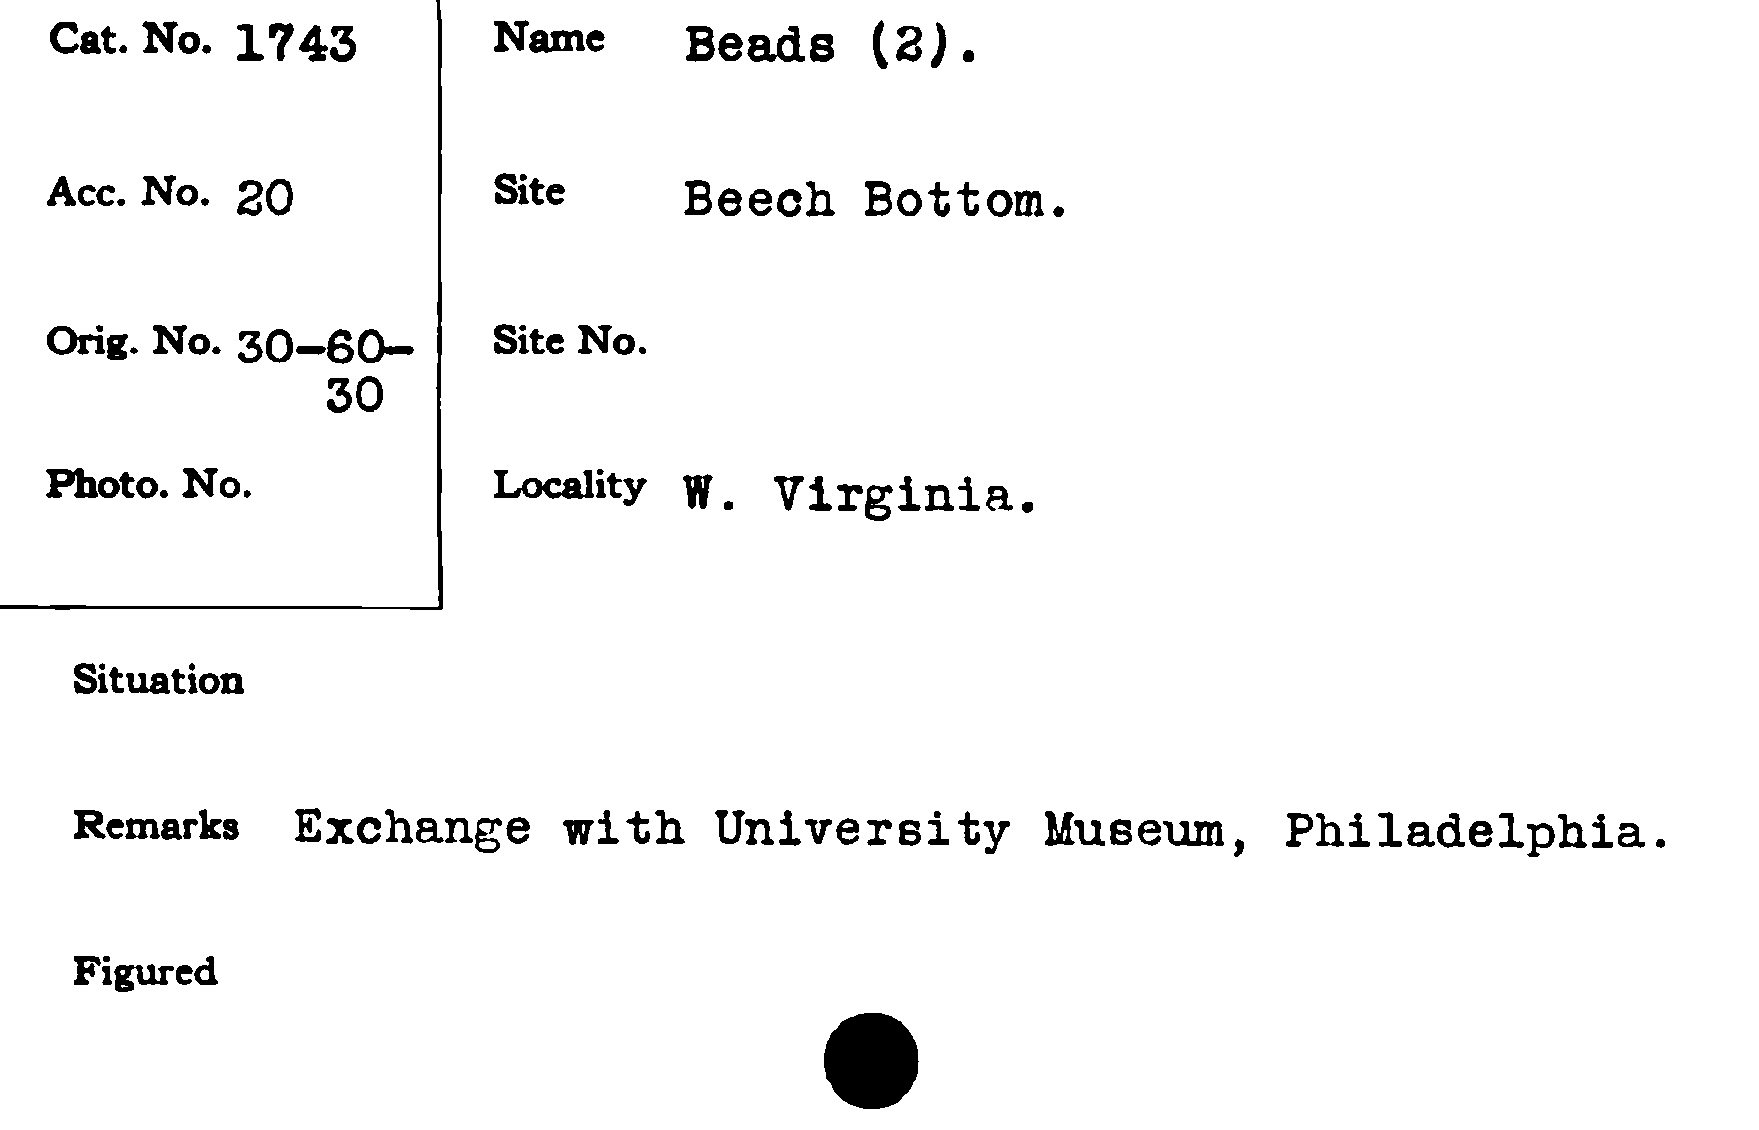 Cat. No. 1743
Acc. No. 20
Orig. No. 30-60-
30
Photo. No.
Name Beads (2).
Site Beech Bottom.
Site No.
Locality W. Virginia.
Situation
Remarks Exchange with University Museum, Philadelphia.
Figured